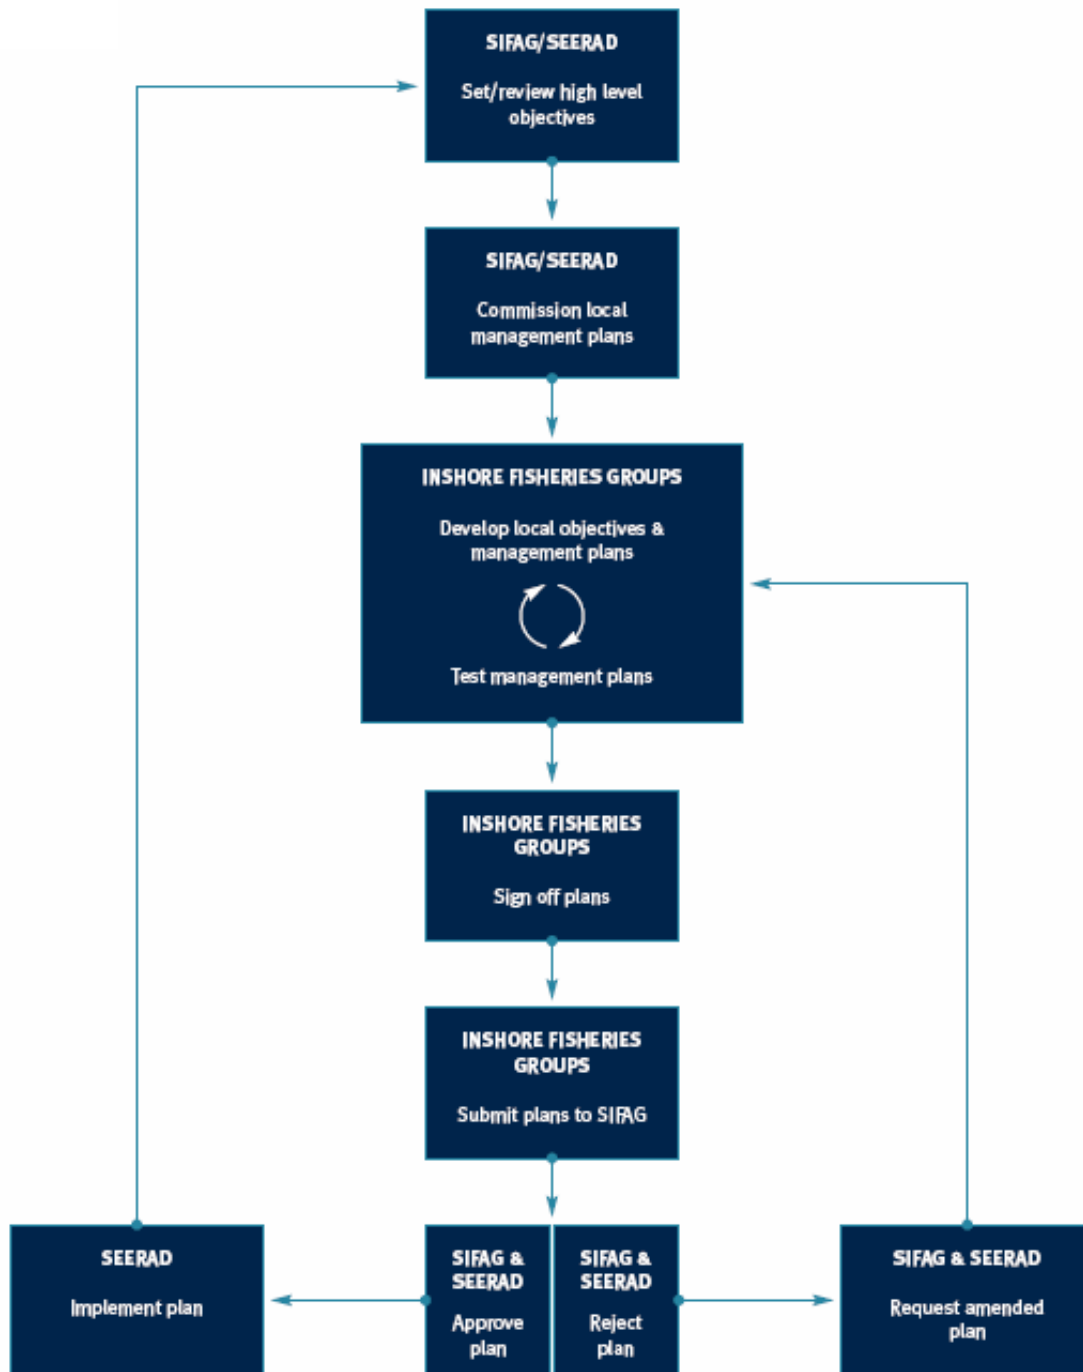 SIFAG/SEERAD
Set/review high level
objectives
SIFAG/SEERAD
Commission local
management plans
INSHORE FISHERIES GROUPS
Develop local objectives &
management plans
Test management plans
INSHORE FISHERIES
GROUPS
Sign off plans
INSHORE FISHERIES
GROUPS
Submit plans to SIFAG
SEERAD
Implement plan
SIFAG &
SEERAD
Approve
plan
SIFAG &
SEERAD
Reject
plan
SIFAG & SEERAD
Request amended
plan